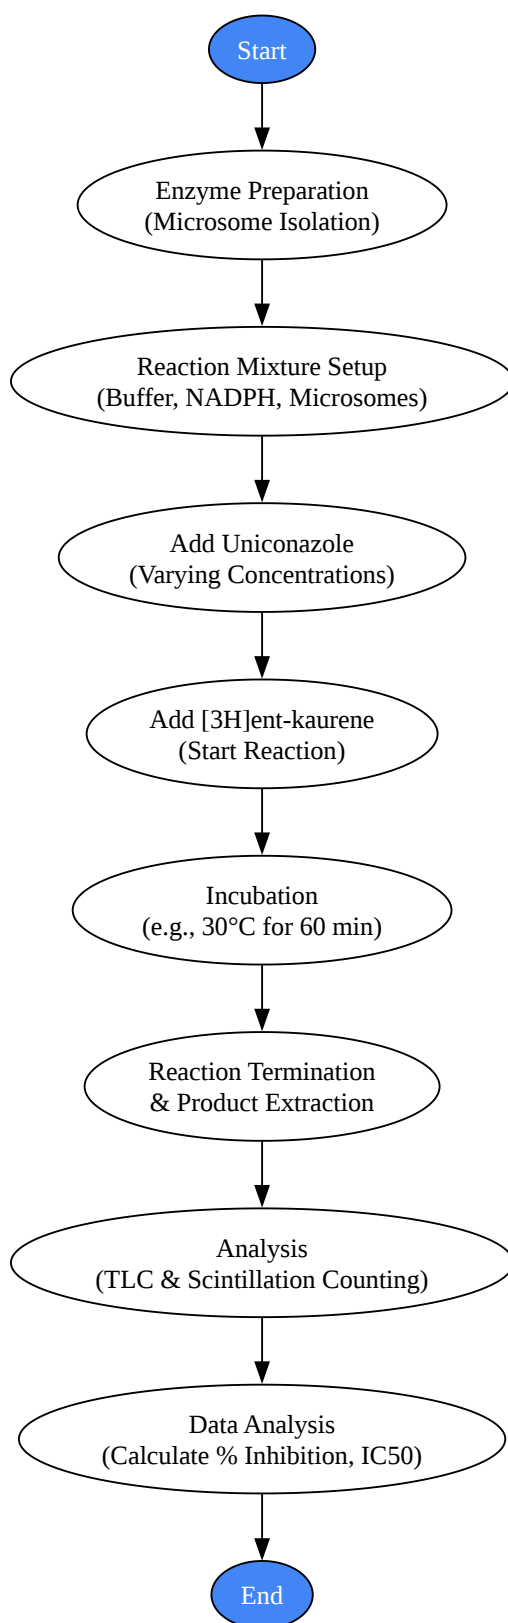 Start
Enzyme Preparation
(Microsome Isolation)
Reaction Mixture Setup
(Buffer, NADPH, Microsomes)
Add Uniconazole
(Varying Concentrations)
Add [3H]ent-kaurene
(Start Reaction)
Incubation
(e.g., 30°C for 60 min)
Reaction Termination
& Product Extraction
Analysis
(TLC & Scintillation Counting)
Data Analysis
(Calculate % Inhibition, IC50)
End